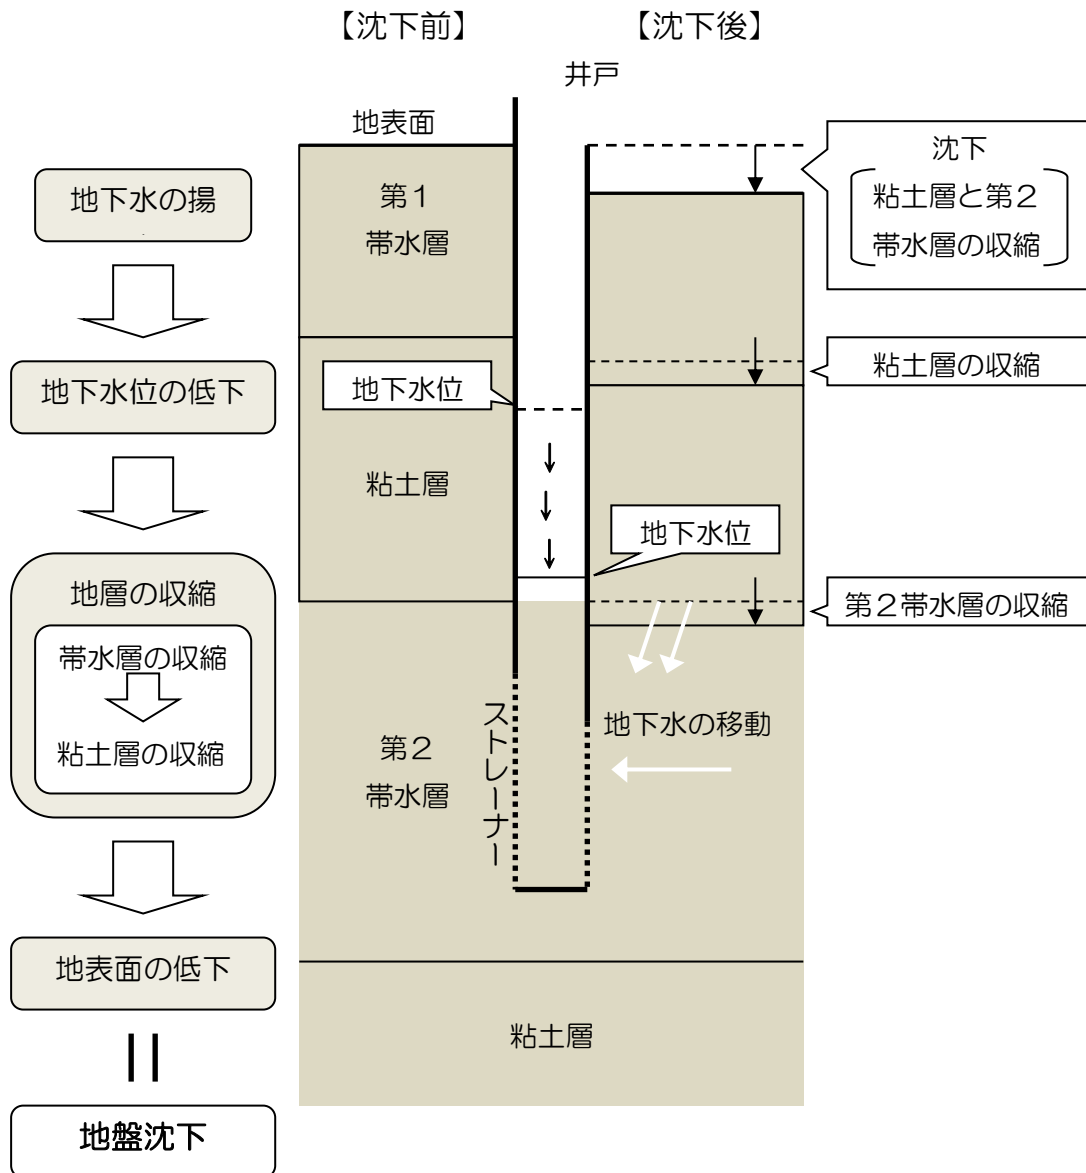 【沈下前】
【沈下後】
井戸
地表面
地下水の揚
地下水位の低下
地層の収縮
帯水層の収縮
粘土層の収縮
地表面の低下
地盤沈下
第１
帯水層
粘土層
地下水位
第２
帯水層
ストレーナー
粘土層
地下水位
地下水の移動
沈下
粘土層と第２
帯水層の収縮
粘土層の収縮
第２帯水層の収縮